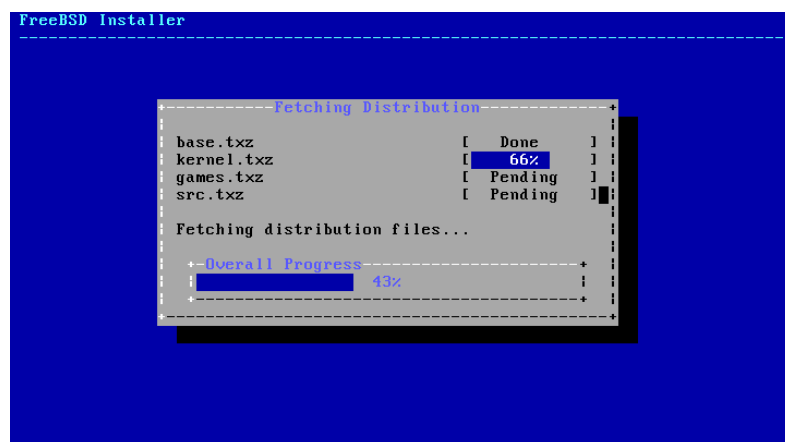 FreeBSD Installer
Fetching Distribution
base.txz [ Done ]
kernel.txz [ 66% ]
games.txz [ Pending ]
src.txz [ Pending ]
Fetching distribution files...
Overall Progress
43%